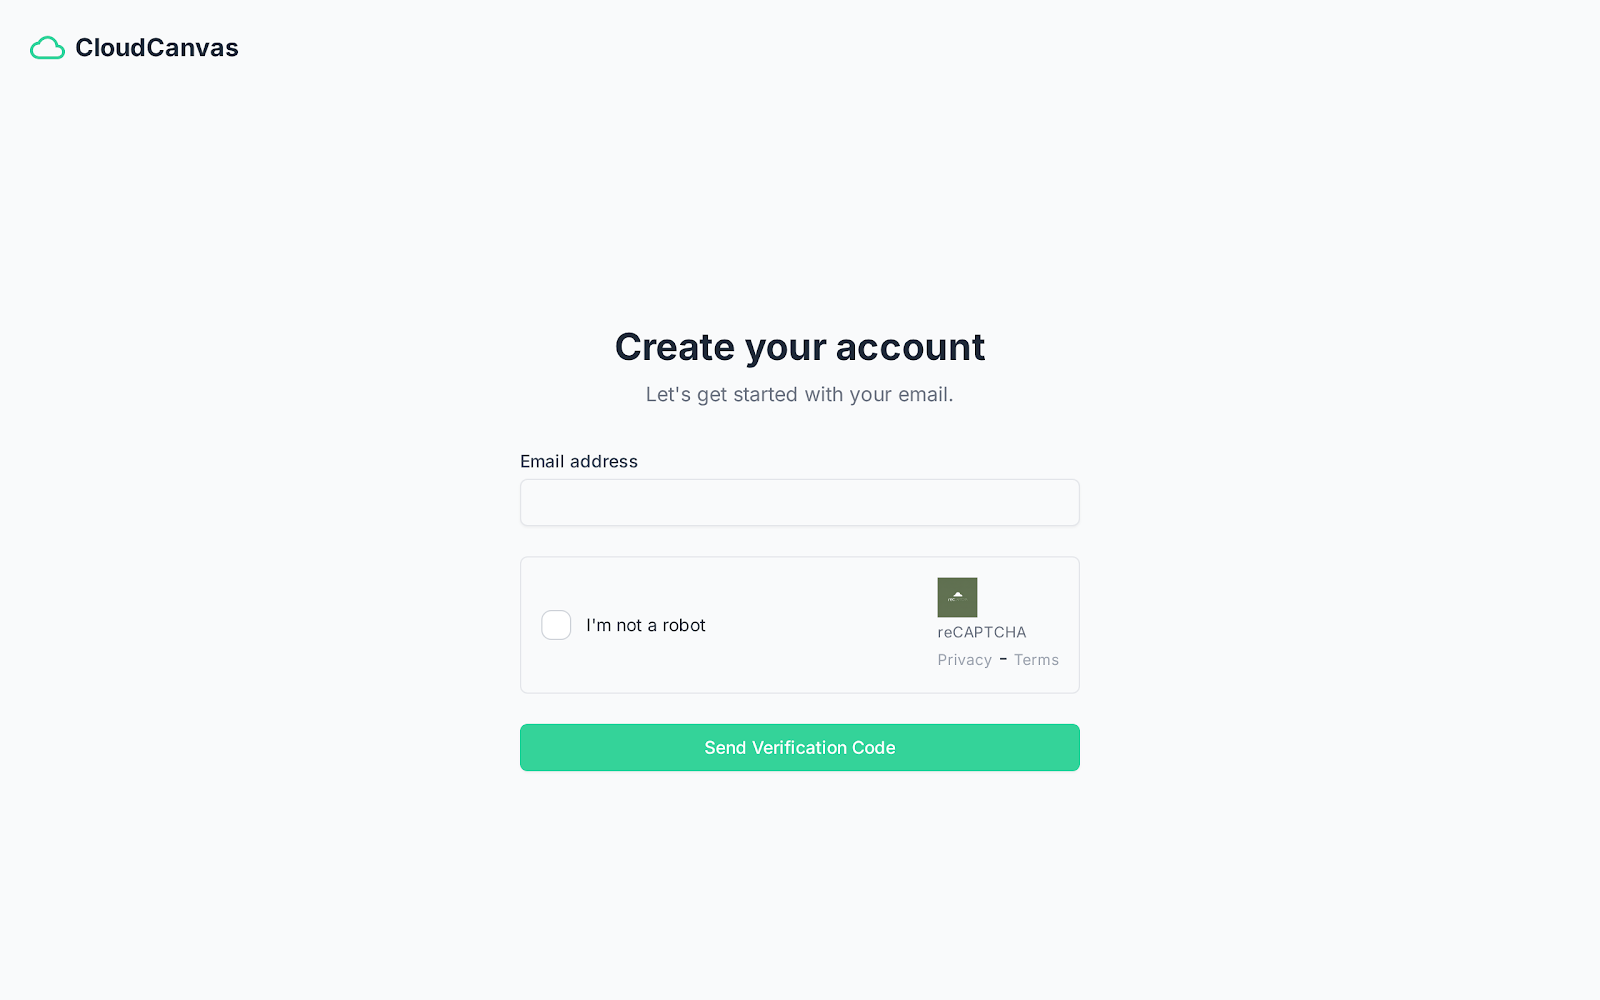 CloudCanvas
Create your account
Let's get started with your email.
Email address
I'm not a robot
reCAPTCHA
Privacy - Terms
Send Verification Code